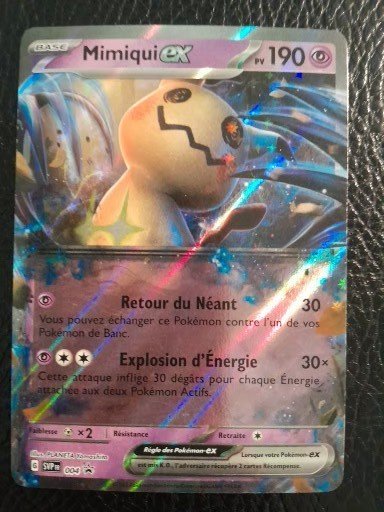 BASE Mimiqui ex PV 190
Retour du Néant 30
Vous pouvez échanger ce Pokémon contre l'un de vos
Pokémon de Banc.
Explosion d'Énergie 30×
Cette attaque inflige 30 dégâts pour chaque Énergie
attachée aux deux Pokémon Actifs.
Faiblesse ×2 Résistance Retraite
Illus. PLANETA Yamashita
Règle des Pokémon-ex Lorsque votre Pokémon-ex
est mis K.O., l'adversaire récupère 2 cartes Récompense.
G SVP FR 004